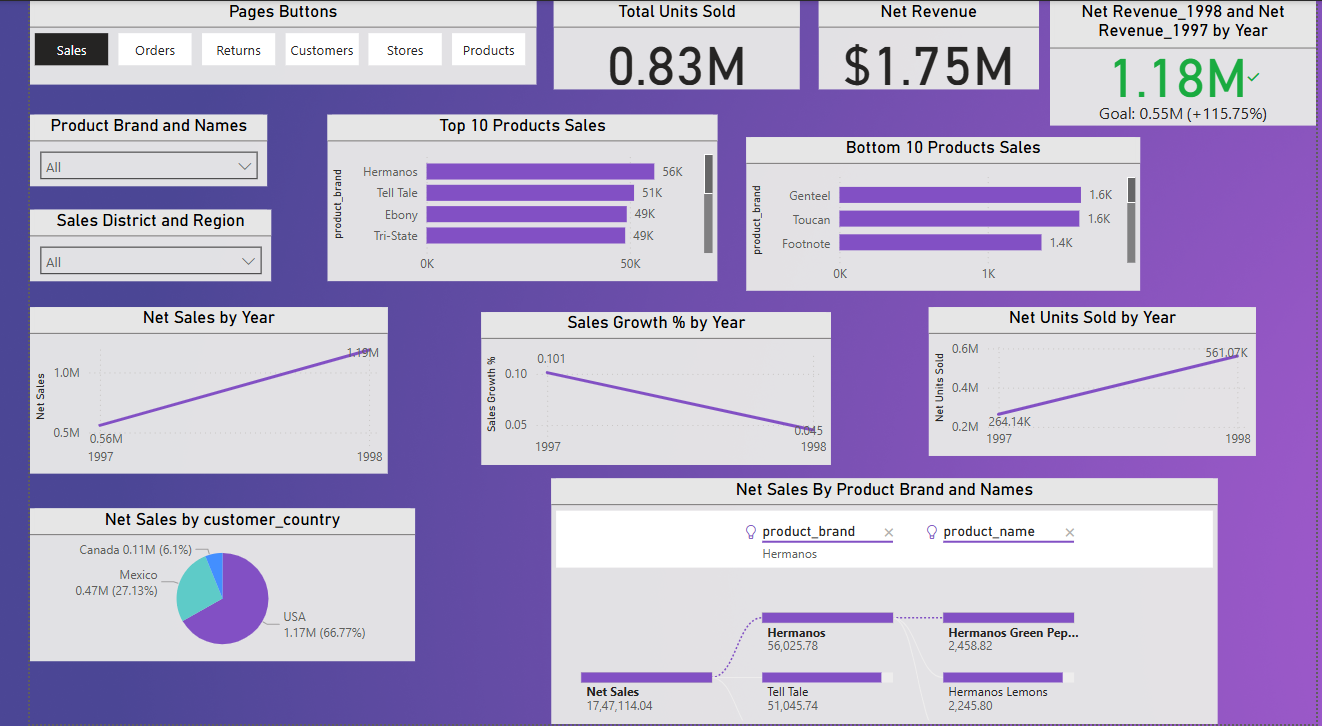 Pages Buttons
Sales
Orders
Returns
Customers
Stores
Products
Total Units Sold
0.83M
Net Revenue
$1.75M
Net Revenue_1998 and Net
Revenue_1997 by Year
1.18M
Goal: 0.55M (+115.75%)
Product Brand and Names
All
Sales District and Region
All
Top 10 Products Sales
product_brand
Hermanos 56K
Tell Tale 51K
Ebony 49K
Tri-State 49K
0K 50K
Bottom 10 Products Sales
product_brand
Genteel 1.6K
Toucan 1.6K
Footnote 1.4K
0K 1K
Net Sales by Year
Net Sales
1.0M
0.5M
1.19M
0.56M
1997 1998
Sales Growth % by Year
Sales Growth %
0.101
0.10
0.05
0.045
1997 1998
Net Units Sold by Year
Net Units Sold
0.6M
0.4M
0.2M
561.07K
264.14K
1997 1998
Net Sales by customer_country
Canada 0.11M (6.1%)
Mexico
0.47M (27.13%)
USA
1.17M (66.77%)
Net Sales By Product Brand and Names
product_brand
Hermanos
product_name
Hermanos
56,025.78
Hermanos Green Pep...
2,458.82
Net Sales
17,47,114.04
Tell Tale
51,045.74
Hermanos Lemons
2,245.80